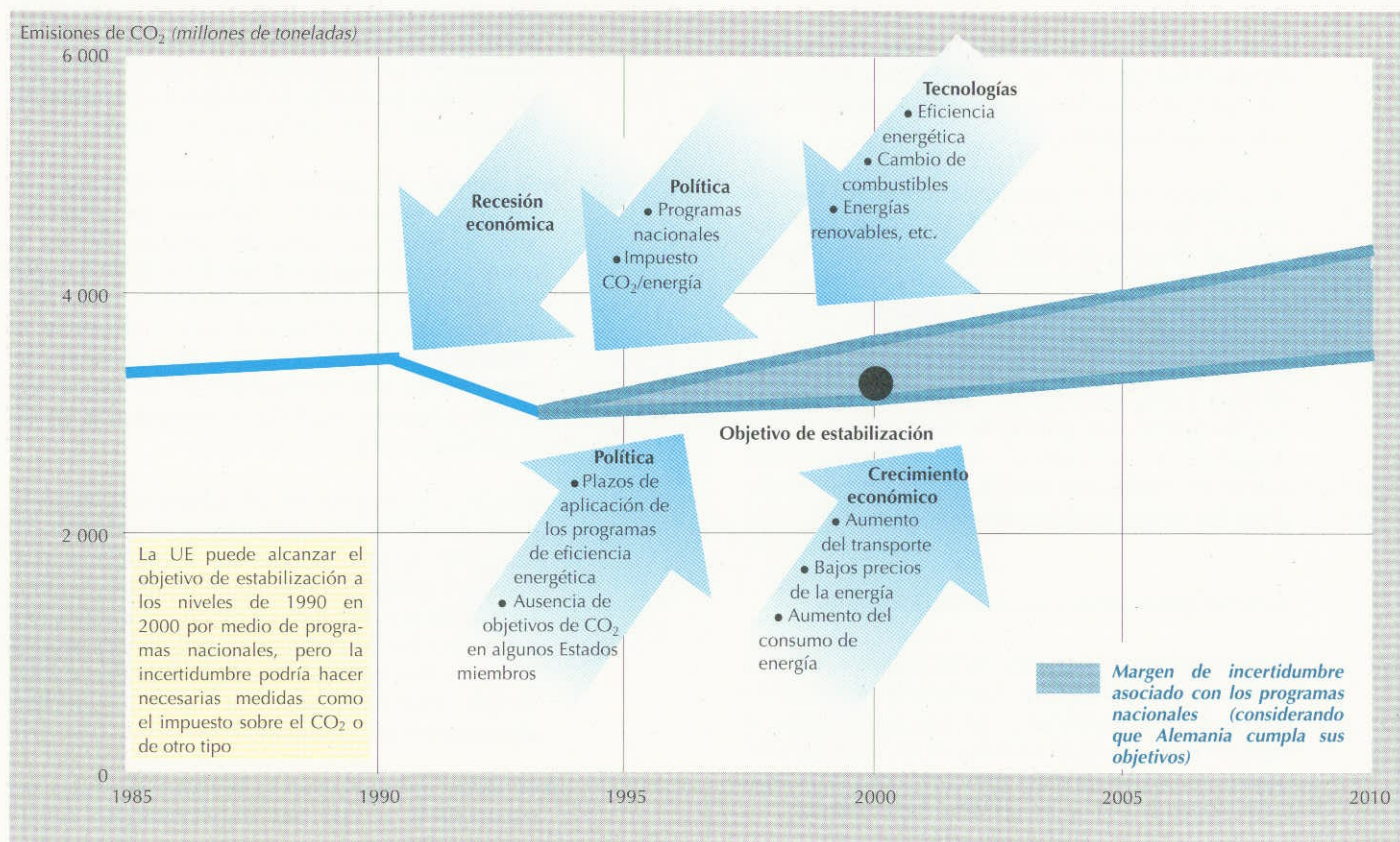 Emisiones de CO₂ (millones de toneladas)
6 000
4 000
2 000
0
1985
1990
1995
2000
2005
2010
Recesión
económica
Política
● Programas
nacionales
● Impuesto
CO₂/energía
Tecnologías
● Eficiencia
energética
● Cambio de
combustibles
● Energías
renovables, etc.
Objetivo de estabilización
Política
● Plazos de
aplicación de
los programas
de eficiencia
energética
● Ausencia de
objetivos de CO₂
en algunos Estados
miembros
Crecimiento
económico
● Aumento
del transporte
● Bajos precios
de la energía
● Aumento del
consumo de
energía
La UE puede alcanzar el
objetivo de estabilización a
los niveles de 1990 en
2000 por medio de progra-
mas nacionales, pero la
incertidumbre podría hacer
necesarias medidas como
el impuesto sobre el CO₂ o
de otro tipo
Margen de incertidumbre
asociado con los programas
nacionales (considerando
que Alemania cumpla sus
objetivos)